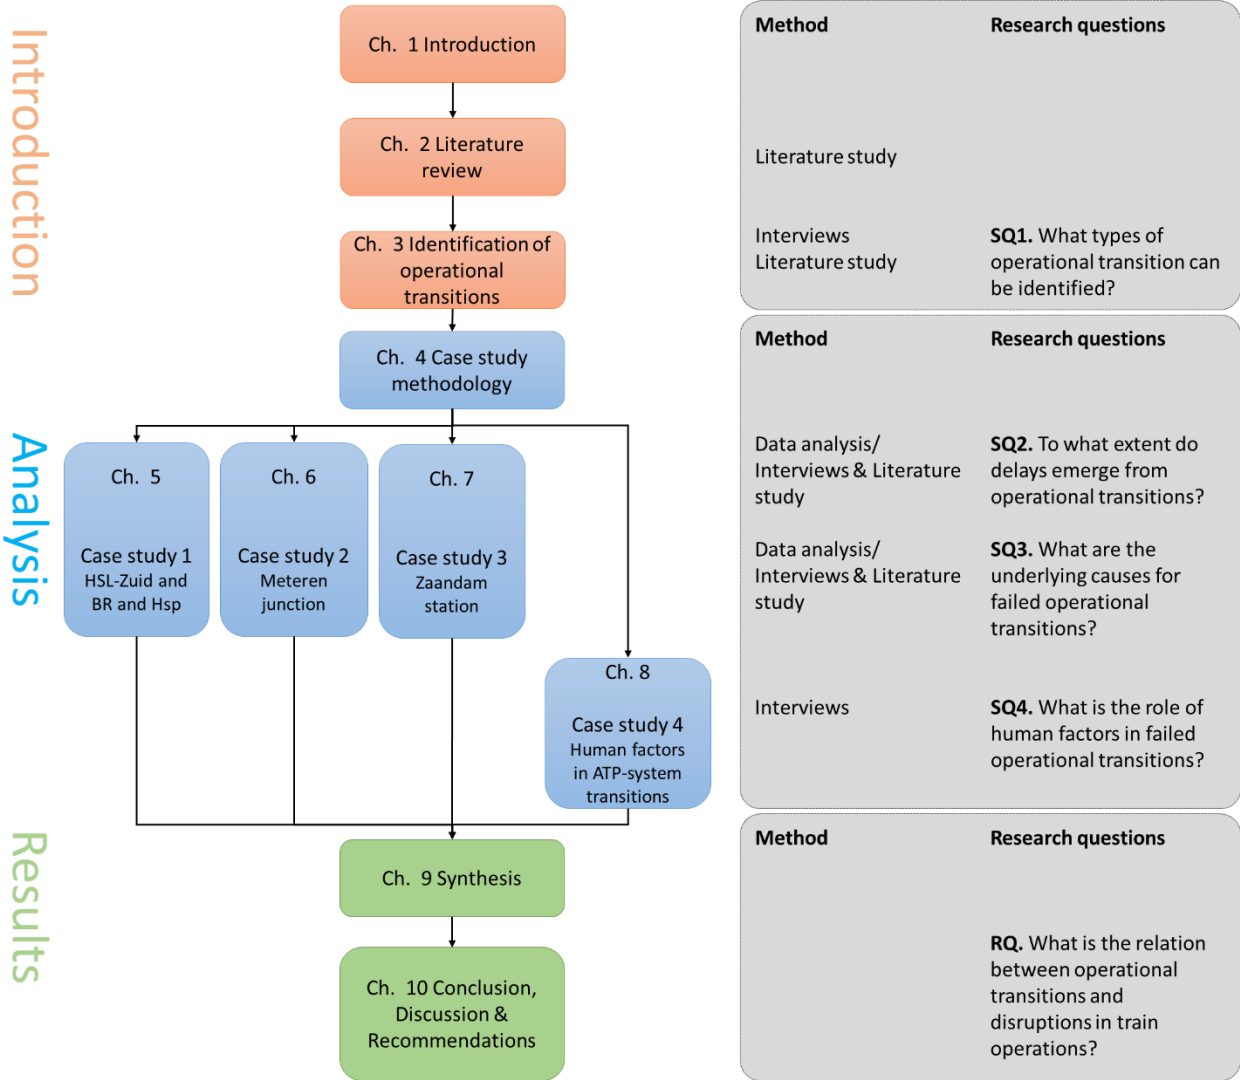 Introduction
Ch. 1 Introduction
Ch. 2 Literature
review
Ch. 3 Identification of
operational
transitions
Method
Research questions
Literature study
Interviews
Literature study
SQ1. What types of
operational transition can
be identified?
Analysis
Ch. 4 Case study
methodology
Ch. 5
Case study 1
HSL-Zuid and
BR and Hsp
Ch. 6
Case study 2
Meteren
junction
Ch. 7
Case study 3
Zaandam
station
Ch. 8
Case study 4
Human factors
in ATP-system
transitions
Method
Research questions
Data analysis/
Interviews & Literature
study
SQ2. To what extent do
delays emerge from
operational transitions?
Data analysis/
Interviews & Literature
study
SQ3. What are the
underlying causes for
failed operational
transitions?
Interviews
SQ4. What is the role of
human factors in failed
operational transitions?
Results
Ch. 9 Synthesis
Ch. 10 Conclusion,
Discussion &
Recommendations
Method
Research questions
RQ. What is the relation
between operational
transitions and
disruptions in train
operations?